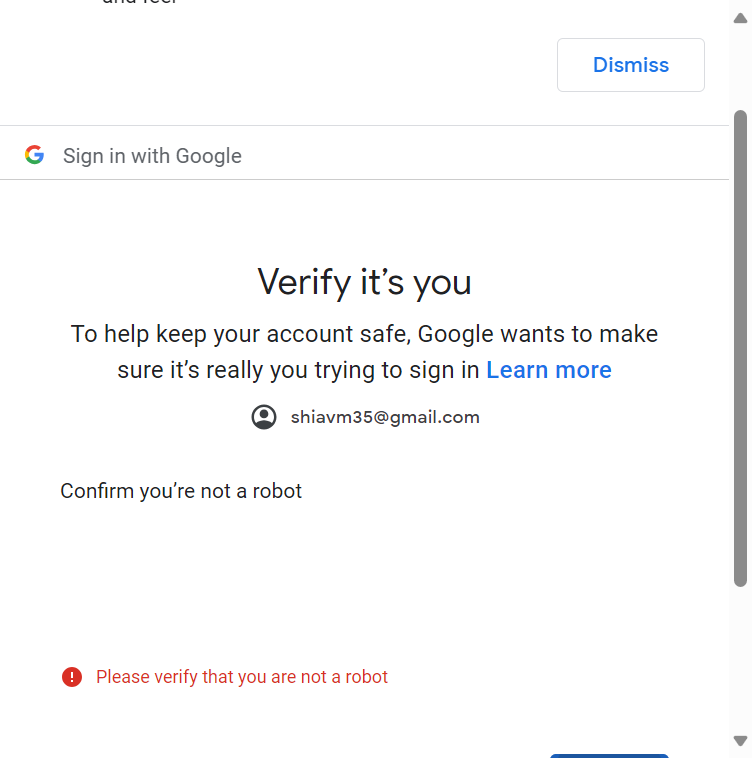 and feel
Dismiss
Sign in with Google
Verify it’s you
To help keep your account safe, Google wants to make
sure it’s really you trying to sign in Learn more
shiavm35@gmail.com
Confirm you’re not a robot
Please verify that you are not a robot